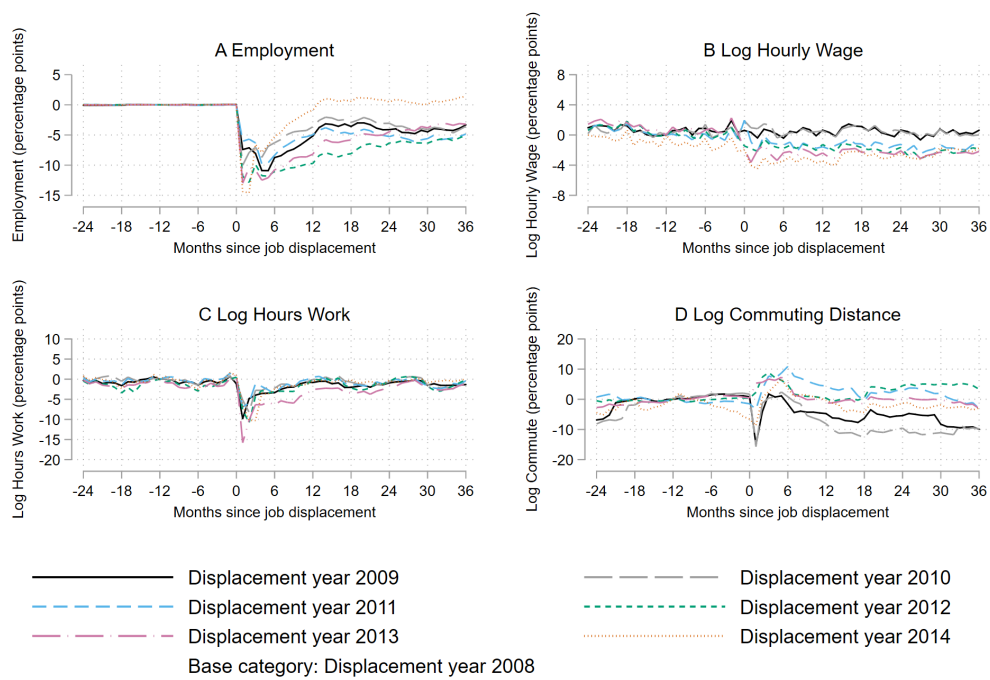 A Employment
Employment (percentage points)
5
0
-5
-10
-15
-24 -18 -12 -6 0 6 12 18 24 30 36
Months since job displacement
B Log Hourly Wage
Log Hourly Wage (percentage points)
8
4
0
-4
-8
-24 -18 -12 -6 0 6 12 18 24 30 36
Months since job displacement
C Log Hours Work
Log Hours Work (percentage points)
10
5
0
-5
-10
-15
-20
-24 -18 -12 -6 0 6 12 18 24 30 36
Months since job displacement
D Log Commuting Distance
Log Commute (percentage points)
20
10
0
-10
-20
-24 -18 -12 -6 0 6 12 18 24 30 36
Months since job displacement
Displacement year 2009
Displacement year 2010
Displacement year 2011
Displacement year 2012
Displacement year 2013
Displacement year 2014
Base category: Displacement year 2008